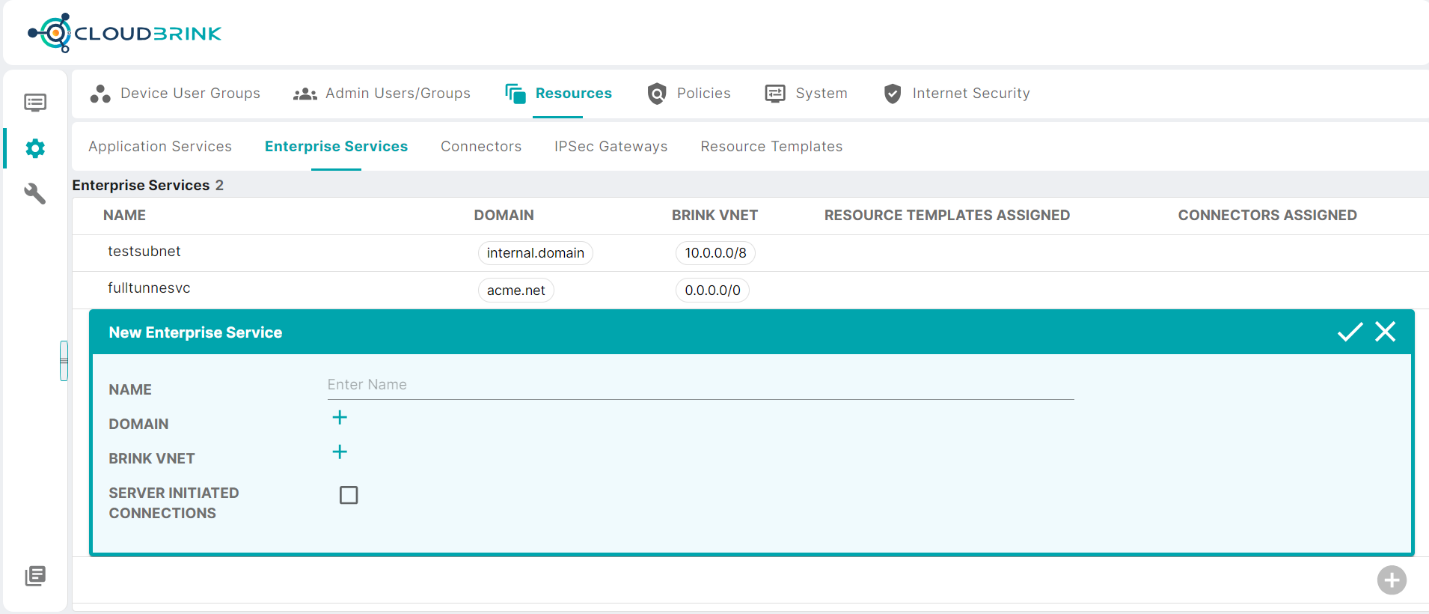 CLOUDBRINK
Device User Groups Admin Users/Groups Resources Policies System Internet Security
Application Services Enterprise Services Connectors IPSec Gateways Resource Templates
Enterprise Services 2
NAME DOMAIN BRINK VNET RESOURCE TEMPLATES ASSIGNED CONNECTORS ASSIGNED
testsubnet internal.domain 10.0.0.0/8
fulltunnesvc acme.net 0.0.0.0/0
New Enterprise Service
NAME Enter Name
DOMAIN
BRINK VNET
SERVER INITIATED
CONNECTIONS